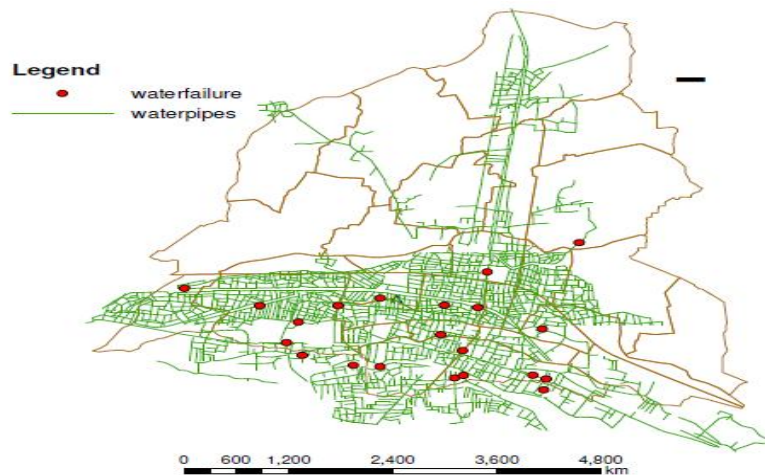 Legend
waterfailure
waterpipes
0 600 1,200 2,400 3,600 4,800
km